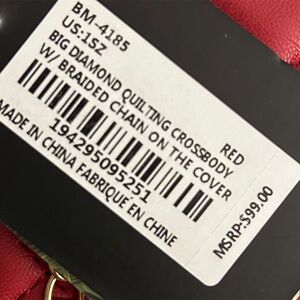 BM-4185
US:1SZ
RED
BIG DIAMOND QUILTING CROSSBODY
W/ BRAIDED CHAIN ON THE COVER
194295095251
MADE IN CHINA FABRIQUÉ EN CHINE
MSRP:$99.00